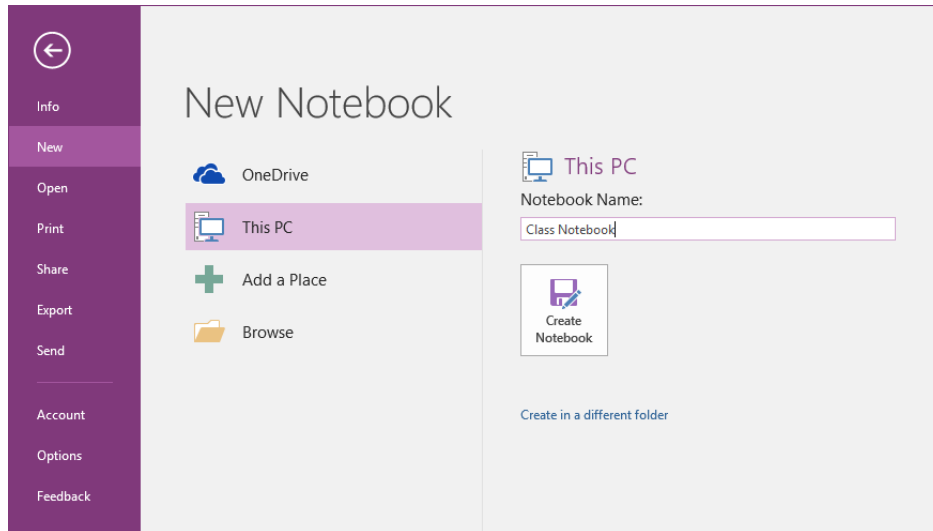 Info
New
Open
Print
Share
Export
Send
Account
Options
Feedback
New Notebook
OneDrive
This PC
Add a Place
Browse
This PC
Notebook Name:
Class Notebook
Create
Notebook
Create in a different folder